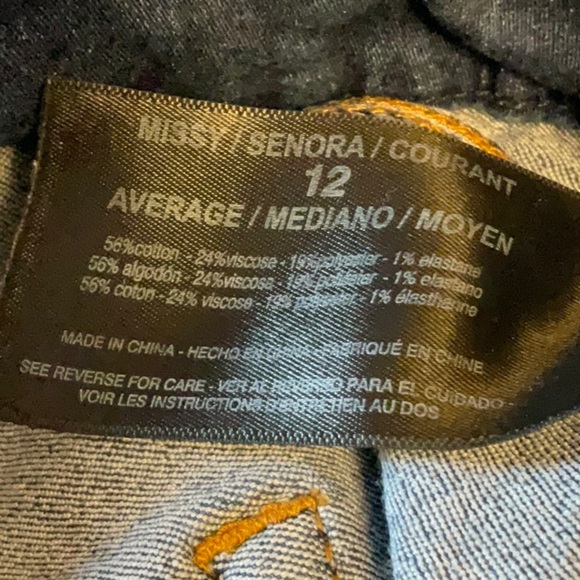 MISSY / SENORA / COURANT
12
AVERAGE / MEDIANO / MOYEN
56%cotton - 24%viscose - 19%polyester - 1% elastane
56% algodón - 24%viscosa - 19% poliéster - 1% elastano
56% coton - 24% viscose - 19% polyester - 1% élasthanne
MADE IN CHINA - HECHO EN CHINA - FABRIQUÉ EN CHINE
SEE REVERSE FOR CARE - VER AL REVERSO PARA EL CUIDADO -
VOIR LES INSTRUCTIONS D'ENTRETIEN AU DOS